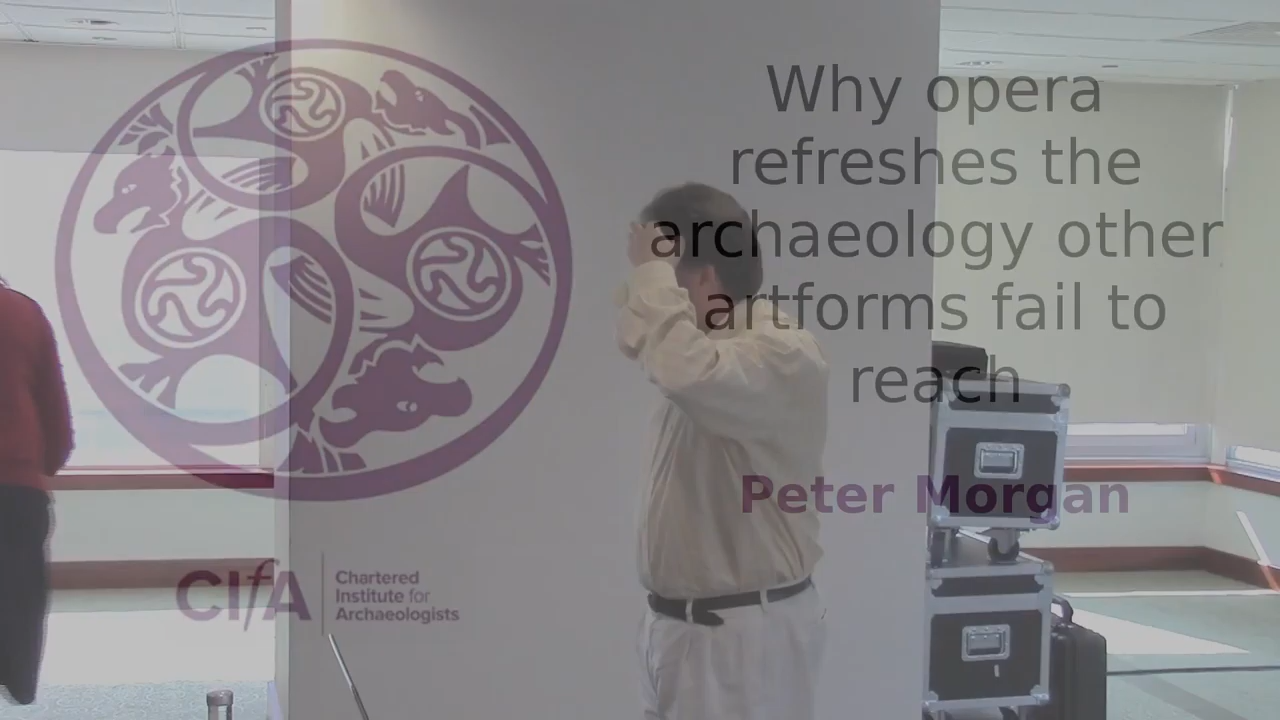 Why opera
refreshes the
archaeology other
artforms fail to
reach
Peter Morgan
CIfA
Chartered
Institute for
Archaeologists